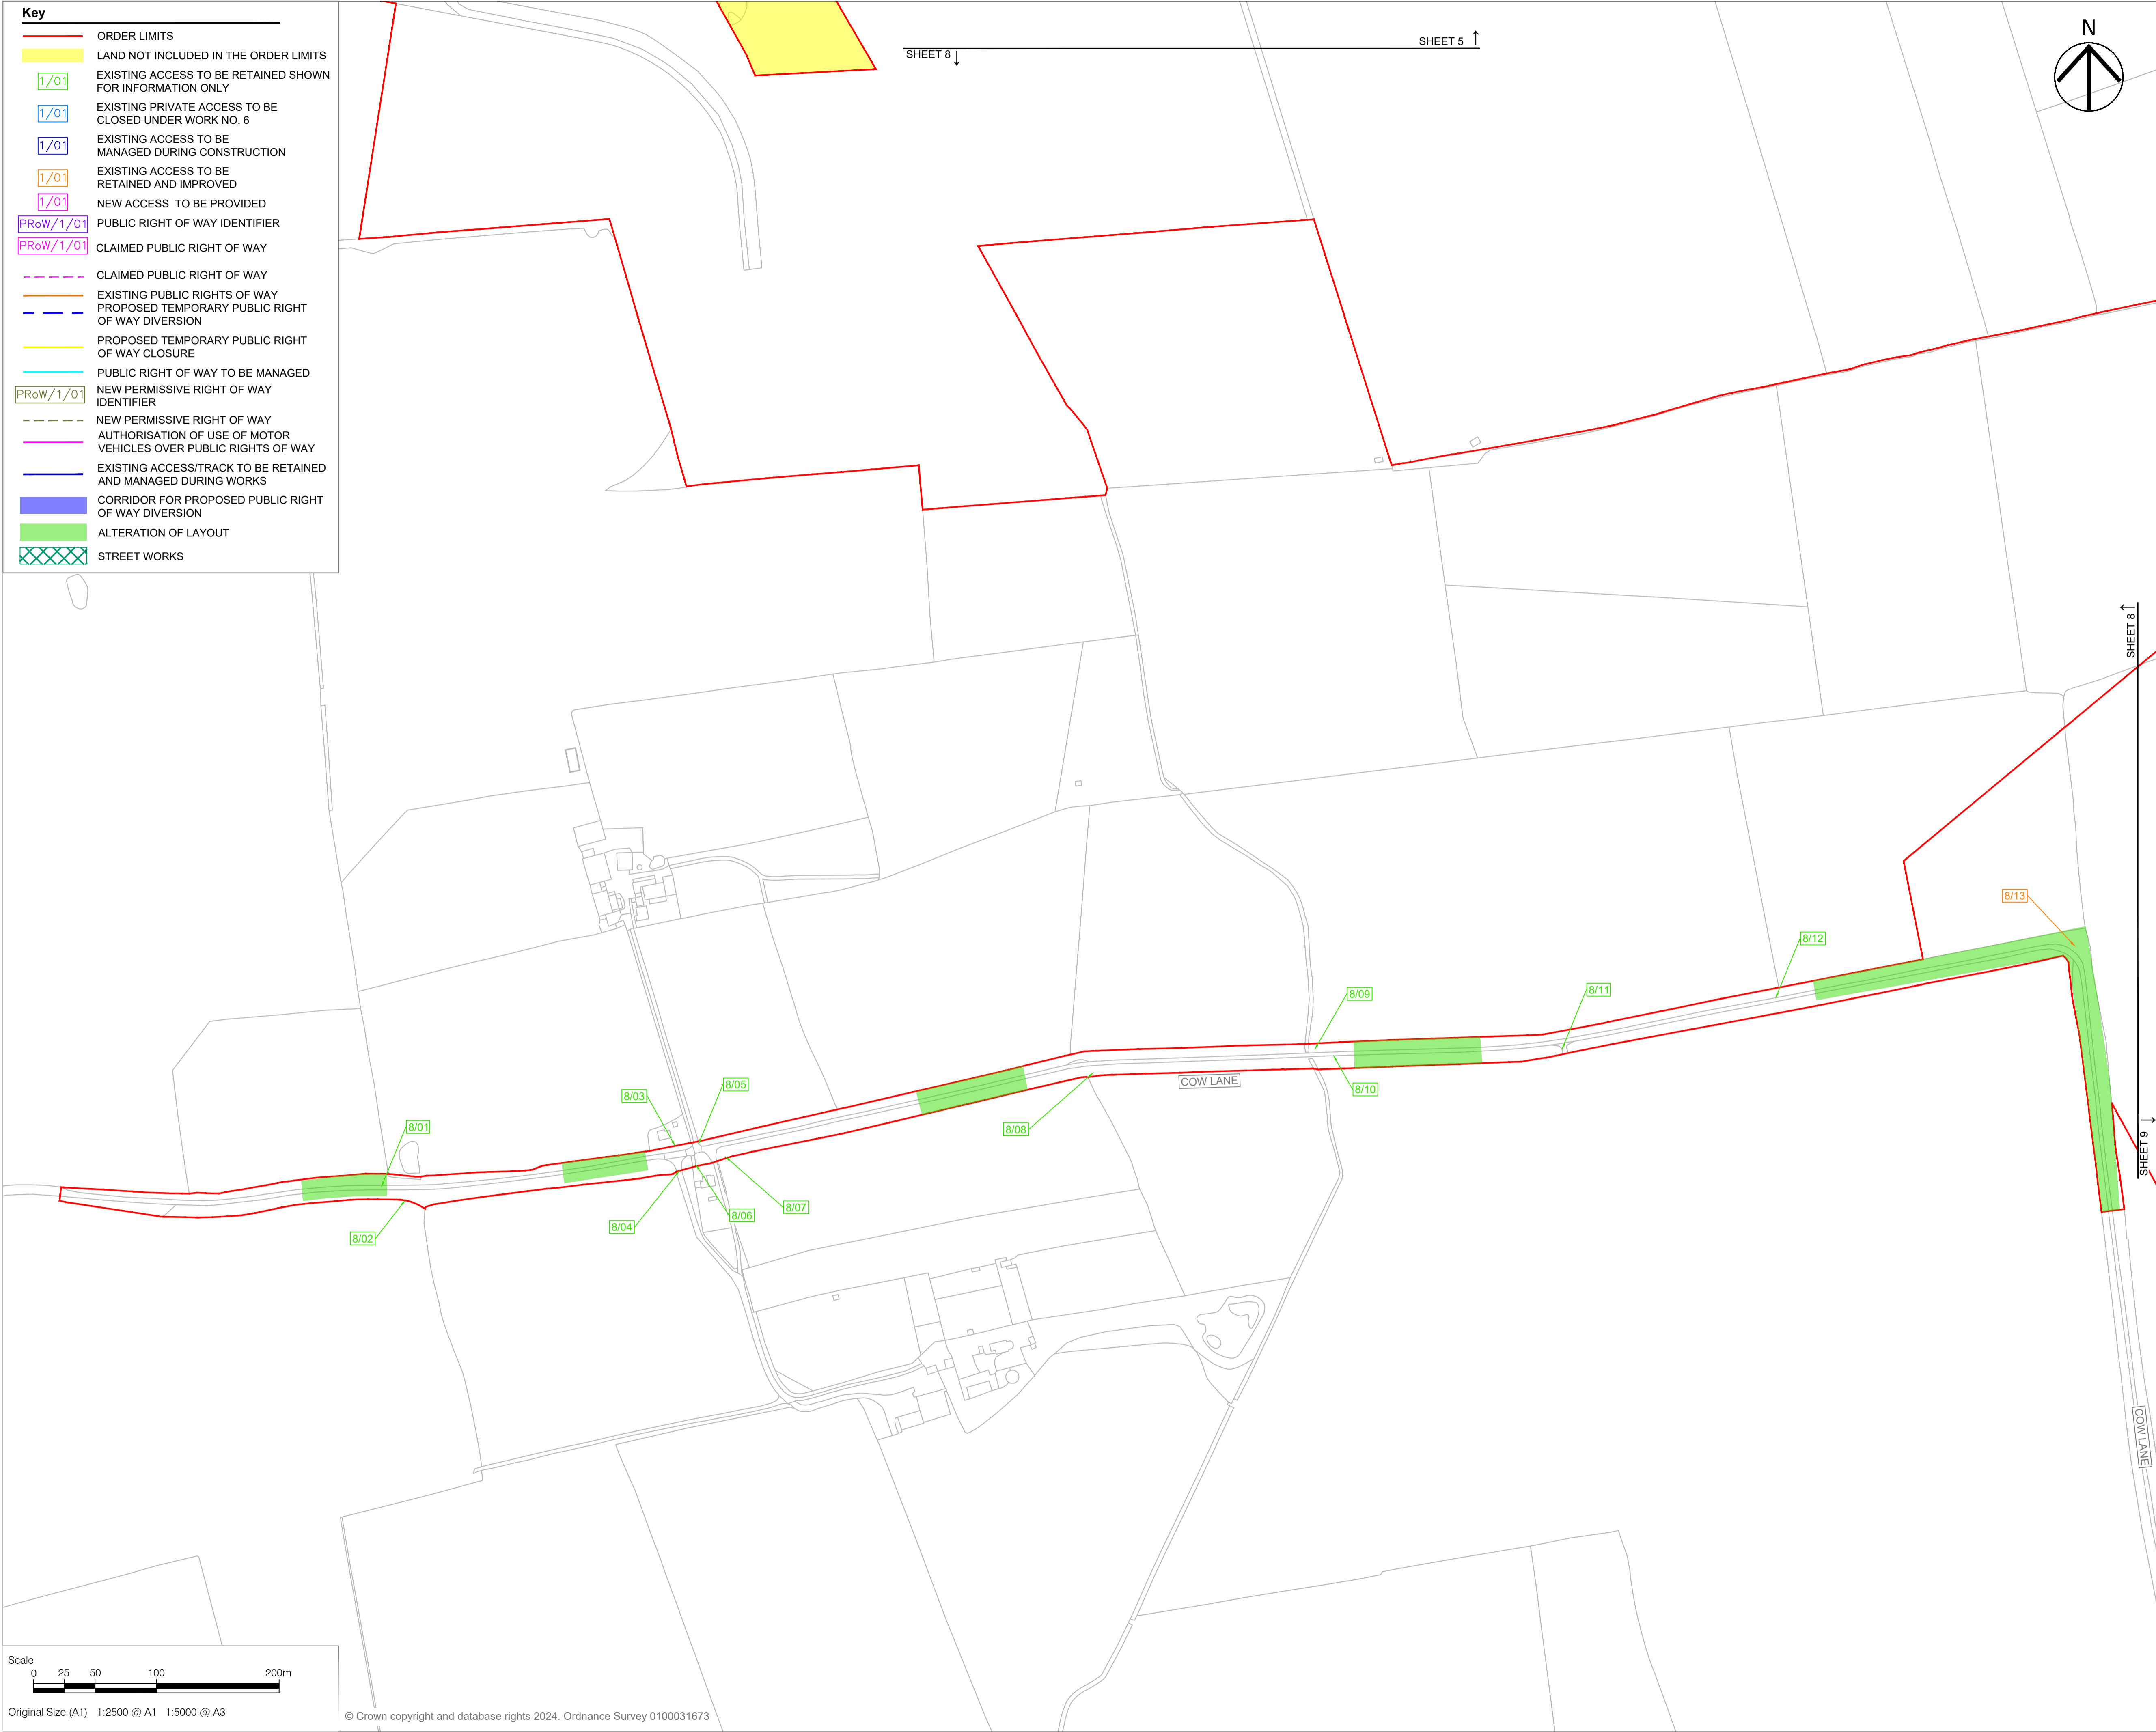 Key
ORDER LIMITS
LAND NOT INCLUDED IN THE ORDER LIMITS
1/01
EXISTING ACCESS TO BE RETAINED SHOWN
FOR INFORMATION ONLY
1/01
EXISTING PRIVATE ACCESS TO BE
CLOSED UNDER WORK NO. 6
1/01
EXISTING ACCESS TO BE
MANAGED DURING CONSTRUCTION
1/01
EXISTING ACCESS TO BE
RETAINED AND IMPROVED
1/01
NEW ACCESS TO BE PROVIDED
PRoW/1/01
PUBLIC RIGHT OF WAY IDENTIFIER
PRoW/1/01
CLAIMED PUBLIC RIGHT OF WAY
CLAIMED PUBLIC RIGHT OF WAY
EXISTING PUBLIC RIGHTS OF WAY
PROPOSED TEMPORARY PUBLIC RIGHT
OF WAY DIVERSION
PROPOSED TEMPORARY PUBLIC RIGHT
OF WAY CLOSURE
PUBLIC RIGHT OF WAY TO BE MANAGED
PRoW/1/01
NEW PERMISSIVE RIGHT OF WAY
IDENTIFIER
NEW PERMISSIVE RIGHT OF WAY
AUTHORISATION OF USE OF MOTOR
VEHICLES OVER PUBLIC RIGHTS OF WAY
EXISTING ACCESS/TRACK TO BE RETAINED
AND MANAGED DURING WORKS
CORRIDOR FOR PROPOSED PUBLIC RIGHT
OF WAY DIVERSION
ALTERATION OF LAYOUT
STREET WORKS
SHEET 5
SHEET 8
N
SHEET 8
SHEET 9
8/13
8/12
8/09
8/11
8/10
COW LANE
8/05
8/03
8/08
8/01
8/07
8/06
8/04
8/02
COW LANE
Scale
0 25 50 100 200m
Original Size (A1) 1:2500 @ A1 1:5000 @ A3
© Crown copyright and database rights 2024. Ordnance Survey 0100031673